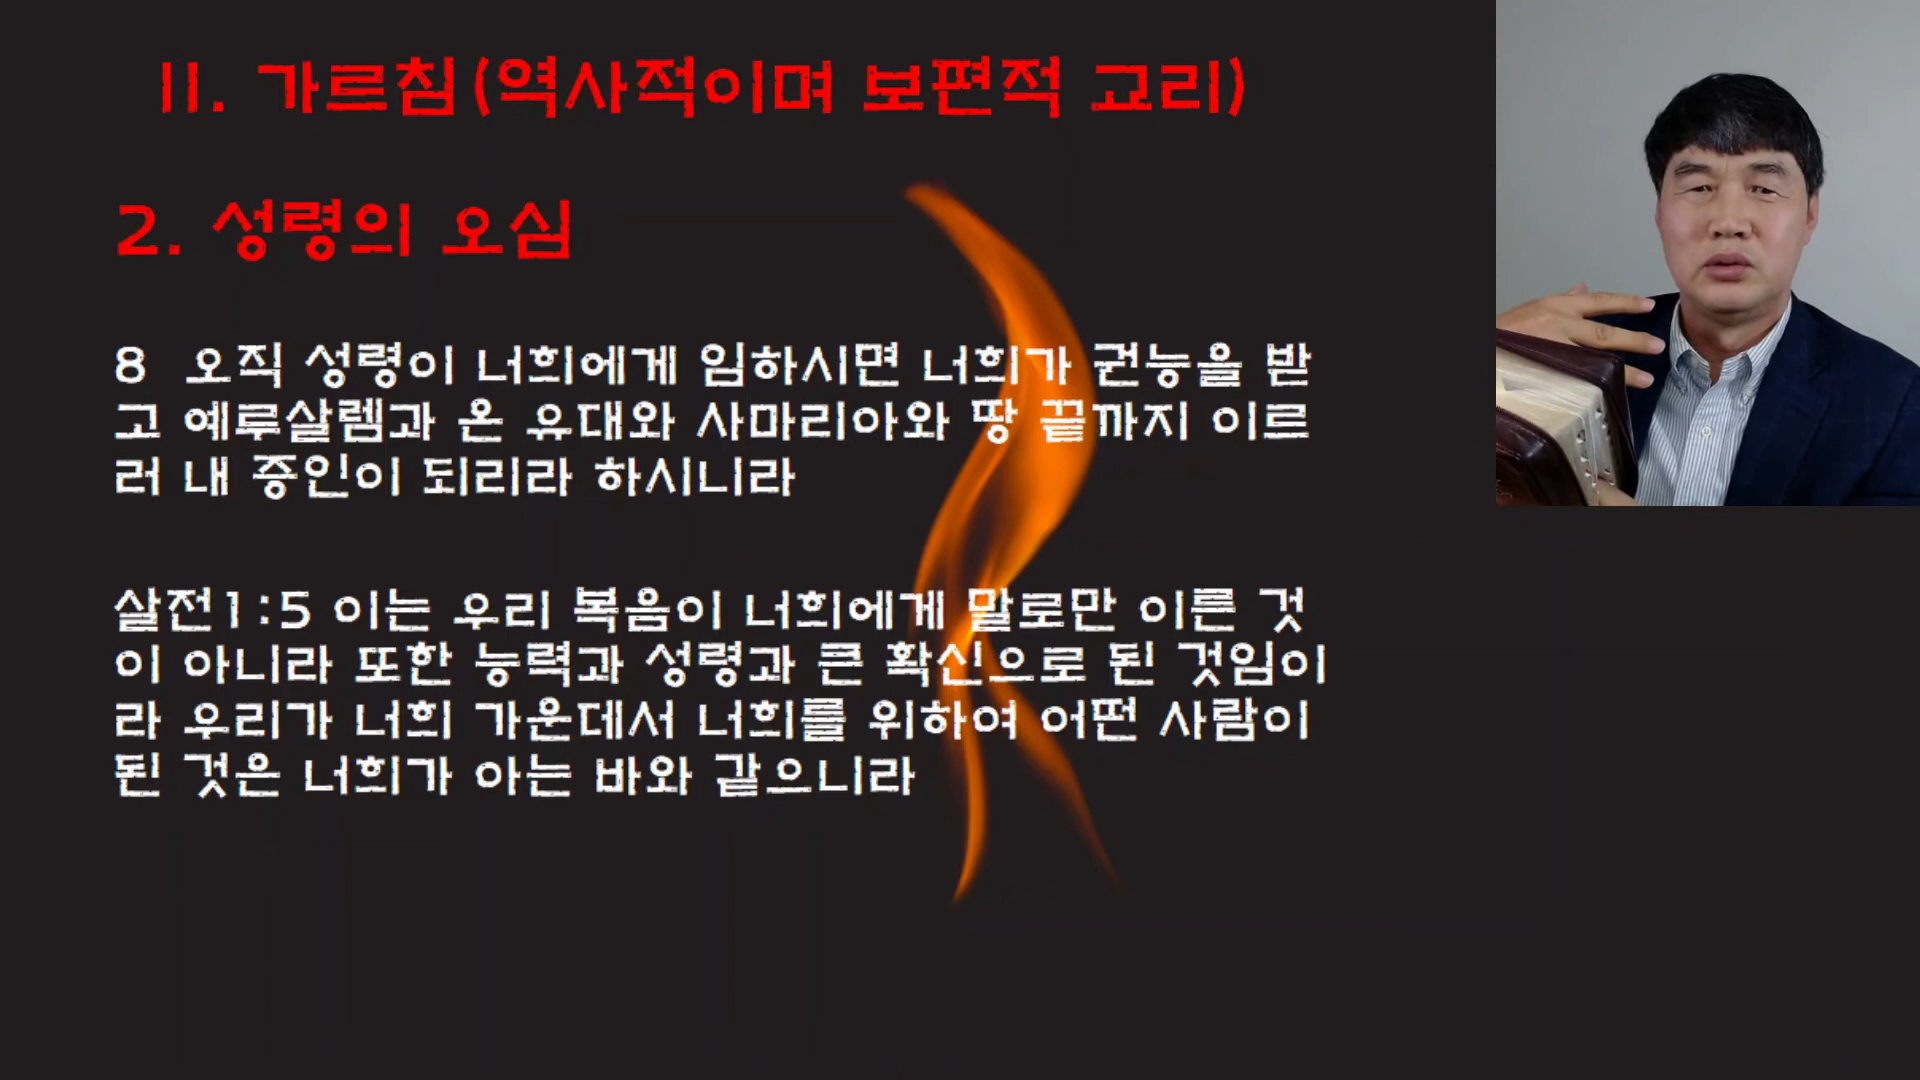 II. 가르침(역사적이며 보편적 교리)
2. 성령의 오심
8 오직 성령이 너희에게 임하시면 너희가 권능을 받
고 예루살렘과 온 유대와 사마리아와 땅 끝까지 이르
러 내 증인이 되리라 하시니라
살전1:5 이는 우리 복음이 너희에게 말로만 이른 것
이 아니라 또한 능력과 성령과 큰 확신으로 된 것임이
라 우리가 너희 가운데서 너희를 위하여 어떤 사람이
된 것은 너희가 아는 바와 같으니라